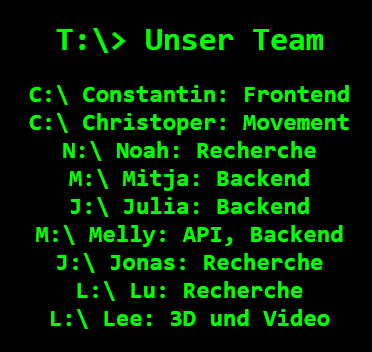 T:\> Unser Team
C:\ Constantin: Frontend
C:\ Christoper: Movement
N:\ Noah: Recherche
M:\ Mitja: Backend
J:\ Julia: Backend
M:\ Melly: API, Backend
J:\ Jonas: Recherche
L:\ Lu: Recherche
L:\ Lee: 3D und Video